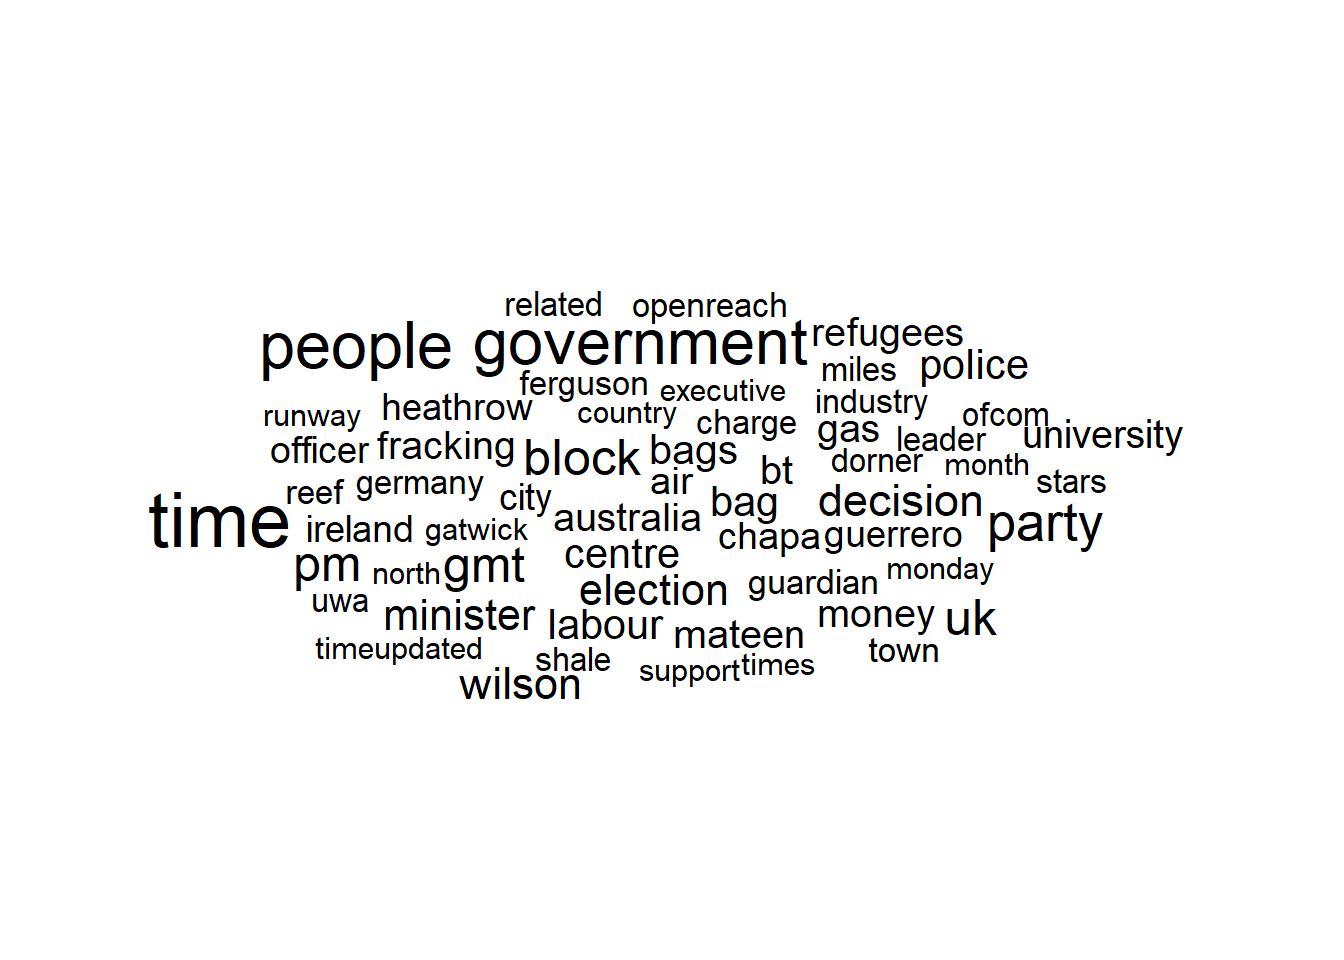 related openreach
people government refugees
miles police
ferguson executive
runway heathrow country charge industry ofcom
officer fracking block bags gas leader university
reef germany city air bt dorner month stars
time ireland gatwick australia bag decision party
chapa guerrero
pm north gmt centre monday
uwa election guardian
minister labour mateen money uk
timeupdated shale support times town
wilson